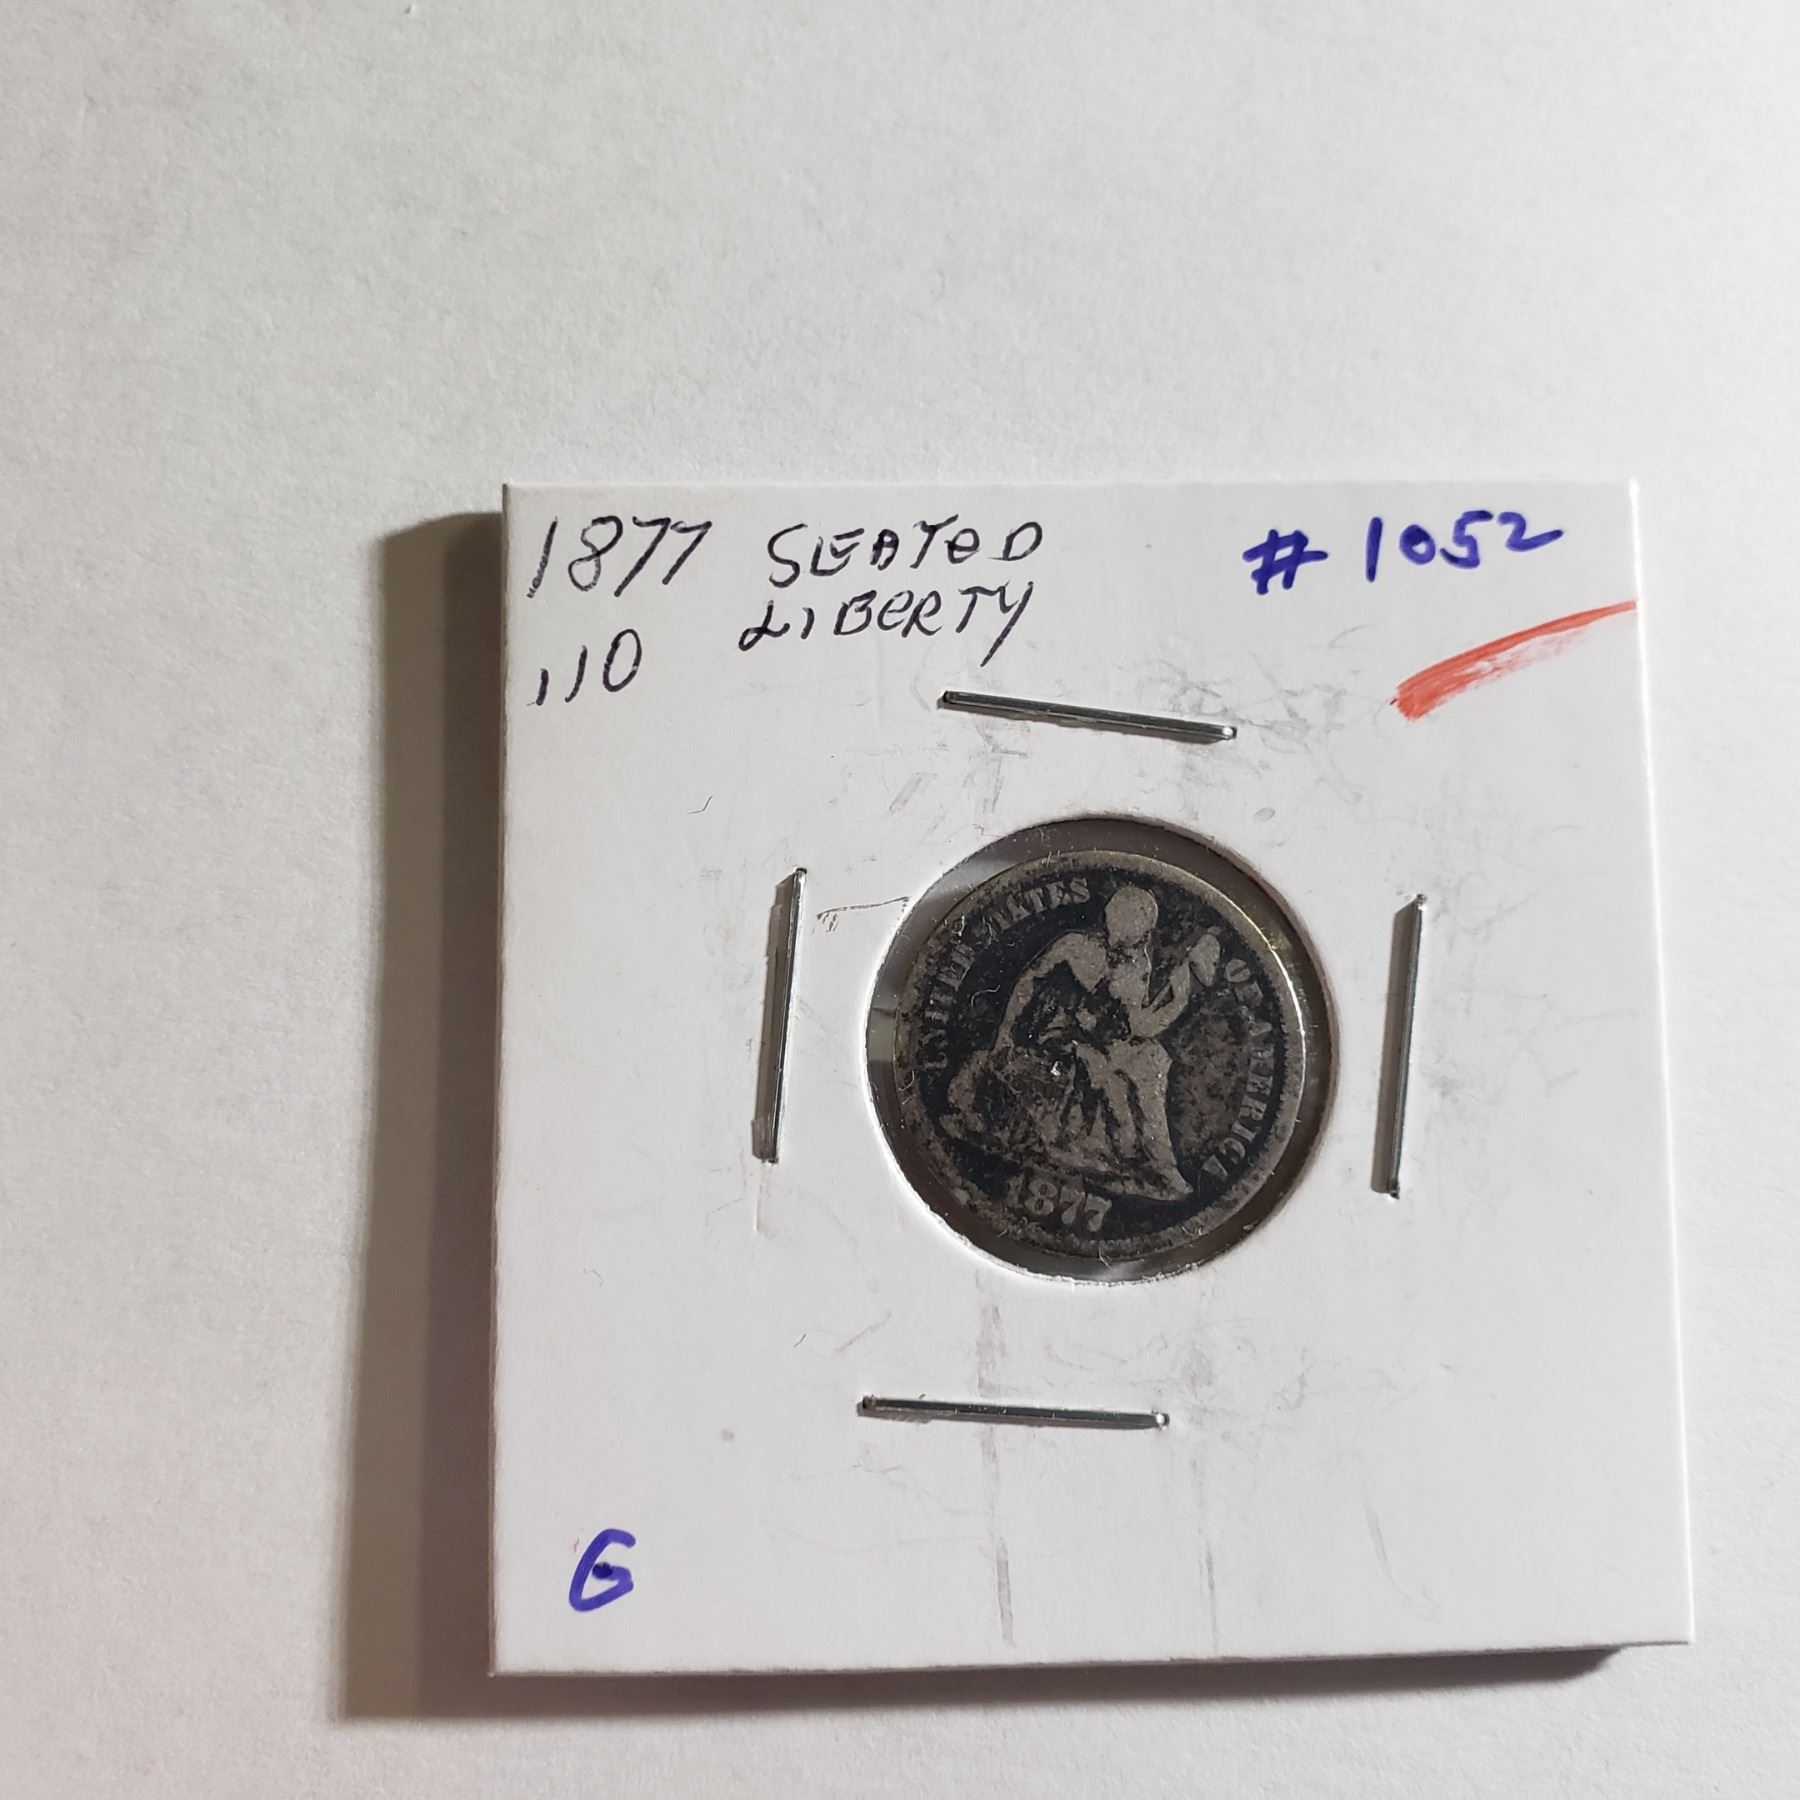 1877 SEATED #1052
LIBERTY
.10
UNITED STATES OF AMERICA
1877
G